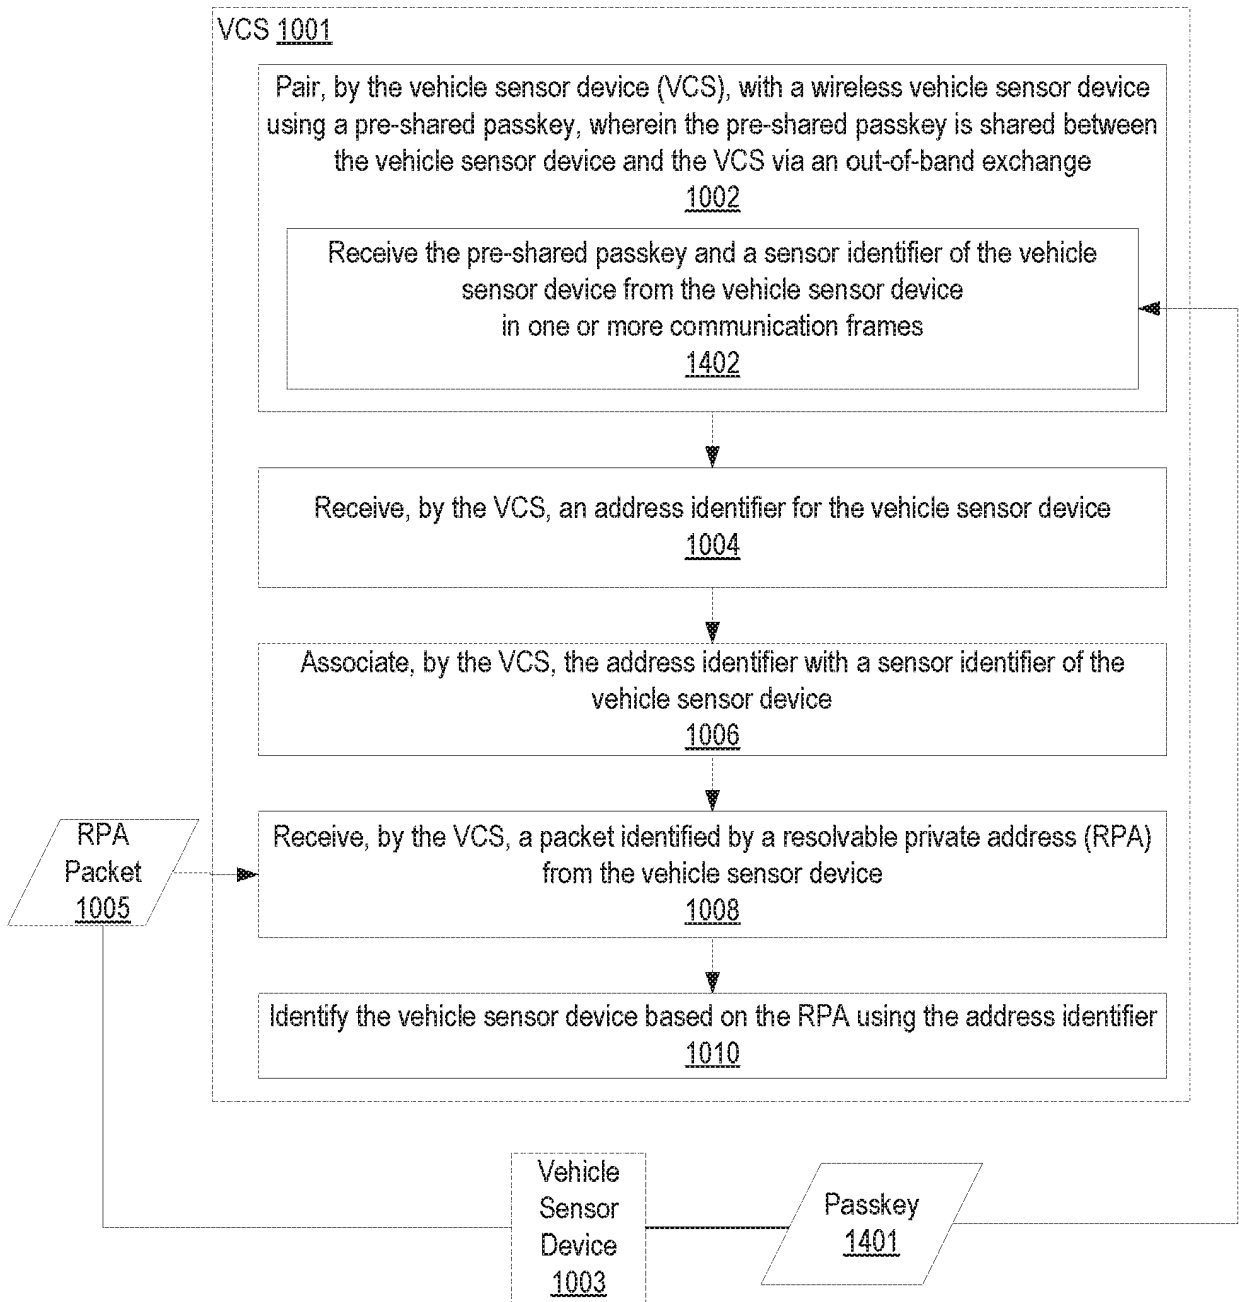 VCS 1001
Pair, by the vehicle sensor device (VCS), with a wireless vehicle sensor device
using a pre-shared passkey, wherein the pre-shared passkey is shared between
the vehicle sensor device and the VCS via an out-of-band exchange
1002
Receive the pre-shared passkey and a sensor identifier of the vehicle
sensor device from the vehicle sensor device
in one or more communication frames
1402
Receive, by the VCS, an address identifier for the vehicle sensor device
1004
Associate, by the VCS, the address identifier with a sensor identifier of the
vehicle sensor device
1006
RPA
Packet
1005
Receive, by the VCS, a packet identified by a resolvable private address (RPA)
from the vehicle sensor device
1008
Identify the vehicle sensor device based on the RPA using the address identifier
1010
Vehicle
Sensor
Device
1003
Passkey
1401